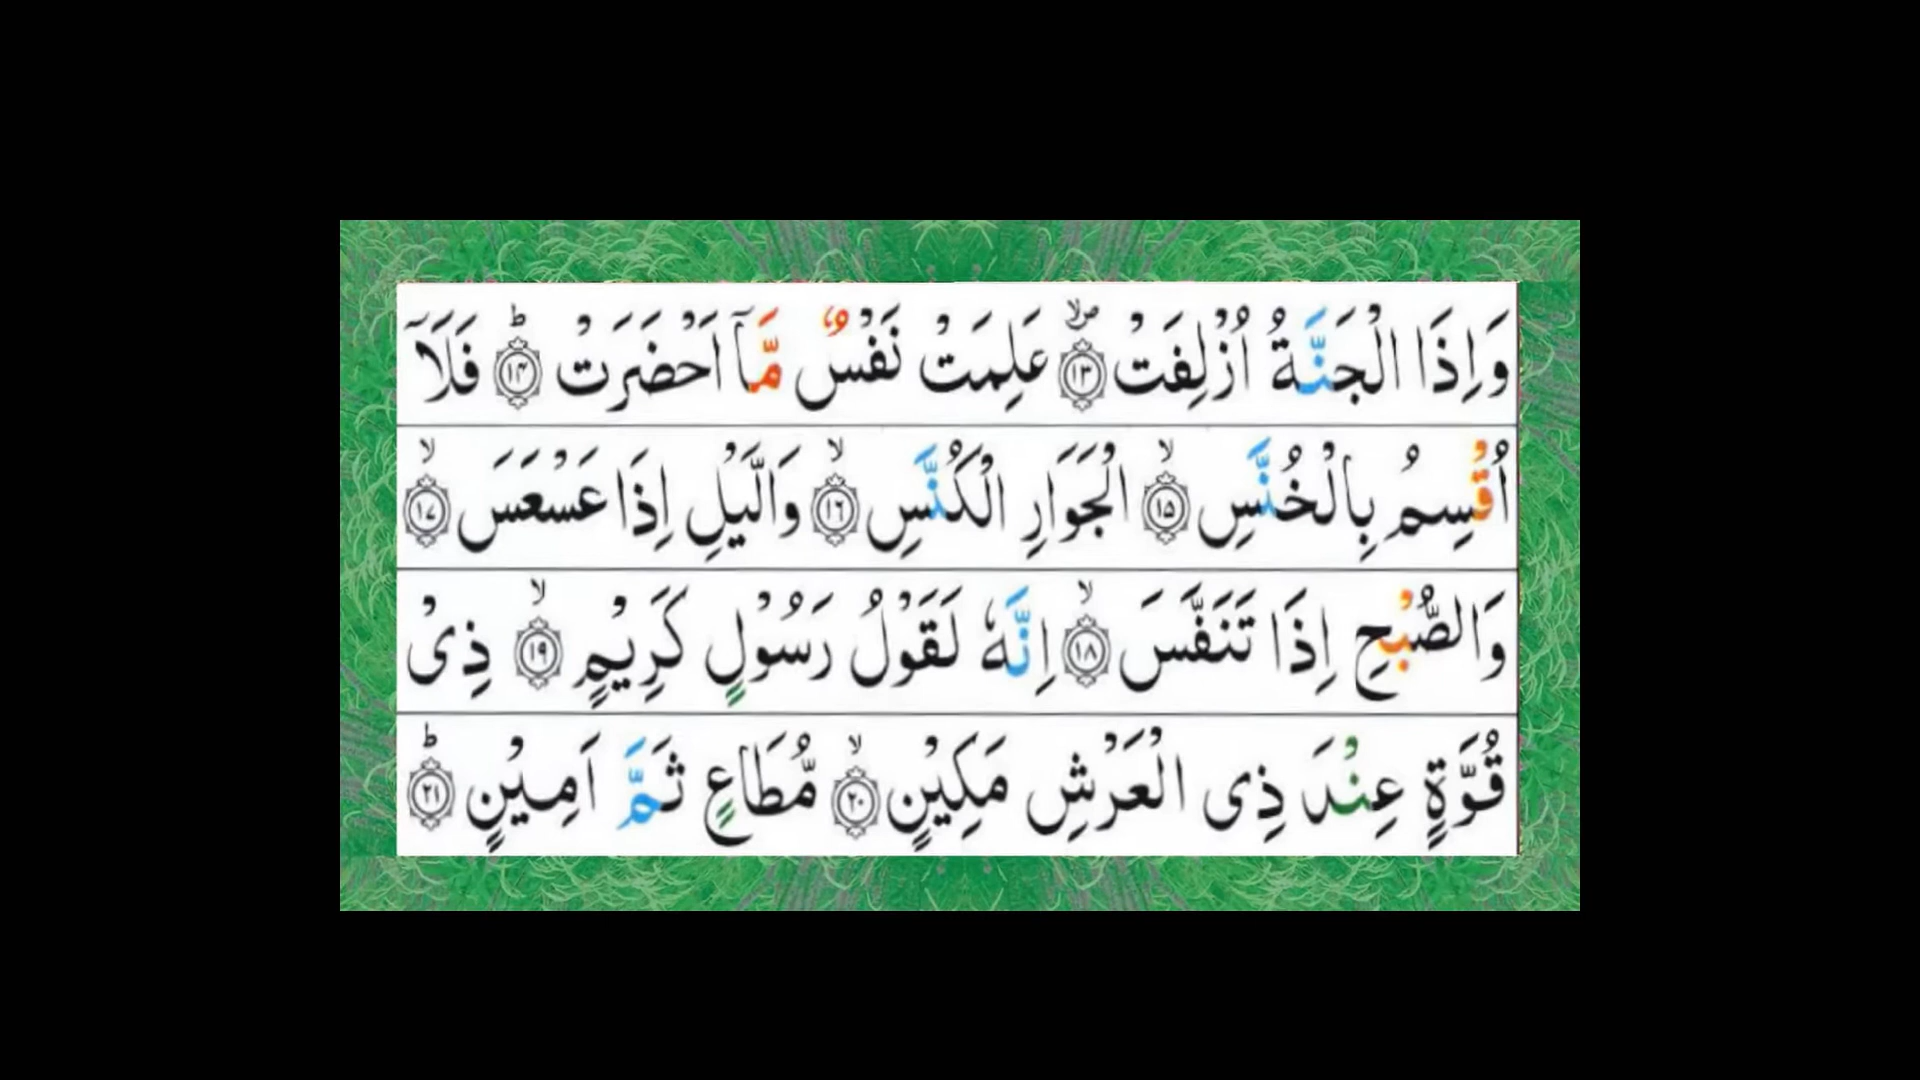 وَاِذَا الْجَنَّةُ اُزْلِفَتْ ۪ۙ ﴿۱۳﴾ عَلِمَتْ نَفْسٌ مَّاۤ اَحْضَرَتْ ؕ ﴿۱۴﴾ فَلَاۤ
اُقْسِمُ بِالْخُنَّسِ ۙ ﴿۱۵﴾ الْجَوَارِ الْكُنَّسِ ۙ ﴿۱۶﴾ وَالَّيْلِ اِذَا عَسْعَسَ ۙ ﴿۱۷﴾
وَالصُّبْحِ اِذَا تَنَفَّسَ ۙ ﴿۱۸﴾ اِنَّهٗ لَقَوْلُ رَسُوْلٍ كَرِيْمٍ ۙ ﴿۱۹﴾ ذِىْ
قُوَّةٍ عِنْدَ ذِى الْعَرْشِ مَكِيْنٍ ۙ ﴿۲۰﴾ مُّطَاعٍ ثَمَّ اَمِيْنٍ ؕ ﴿۲۱﴾